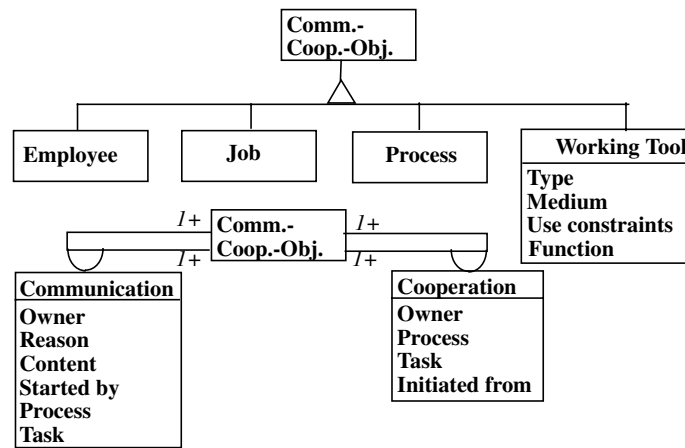 Comm.-
Coop.-Obj.
Employee
Job
Process
Working Tool
Type
Medium
Use constraints
Function
1+
1+
Comm.-
Coop.-Obj.
1+
1+
Communication
Owner
Reason
Content
Started by
Process
Task
Cooperation
Owner
Process
Task
Initiated from